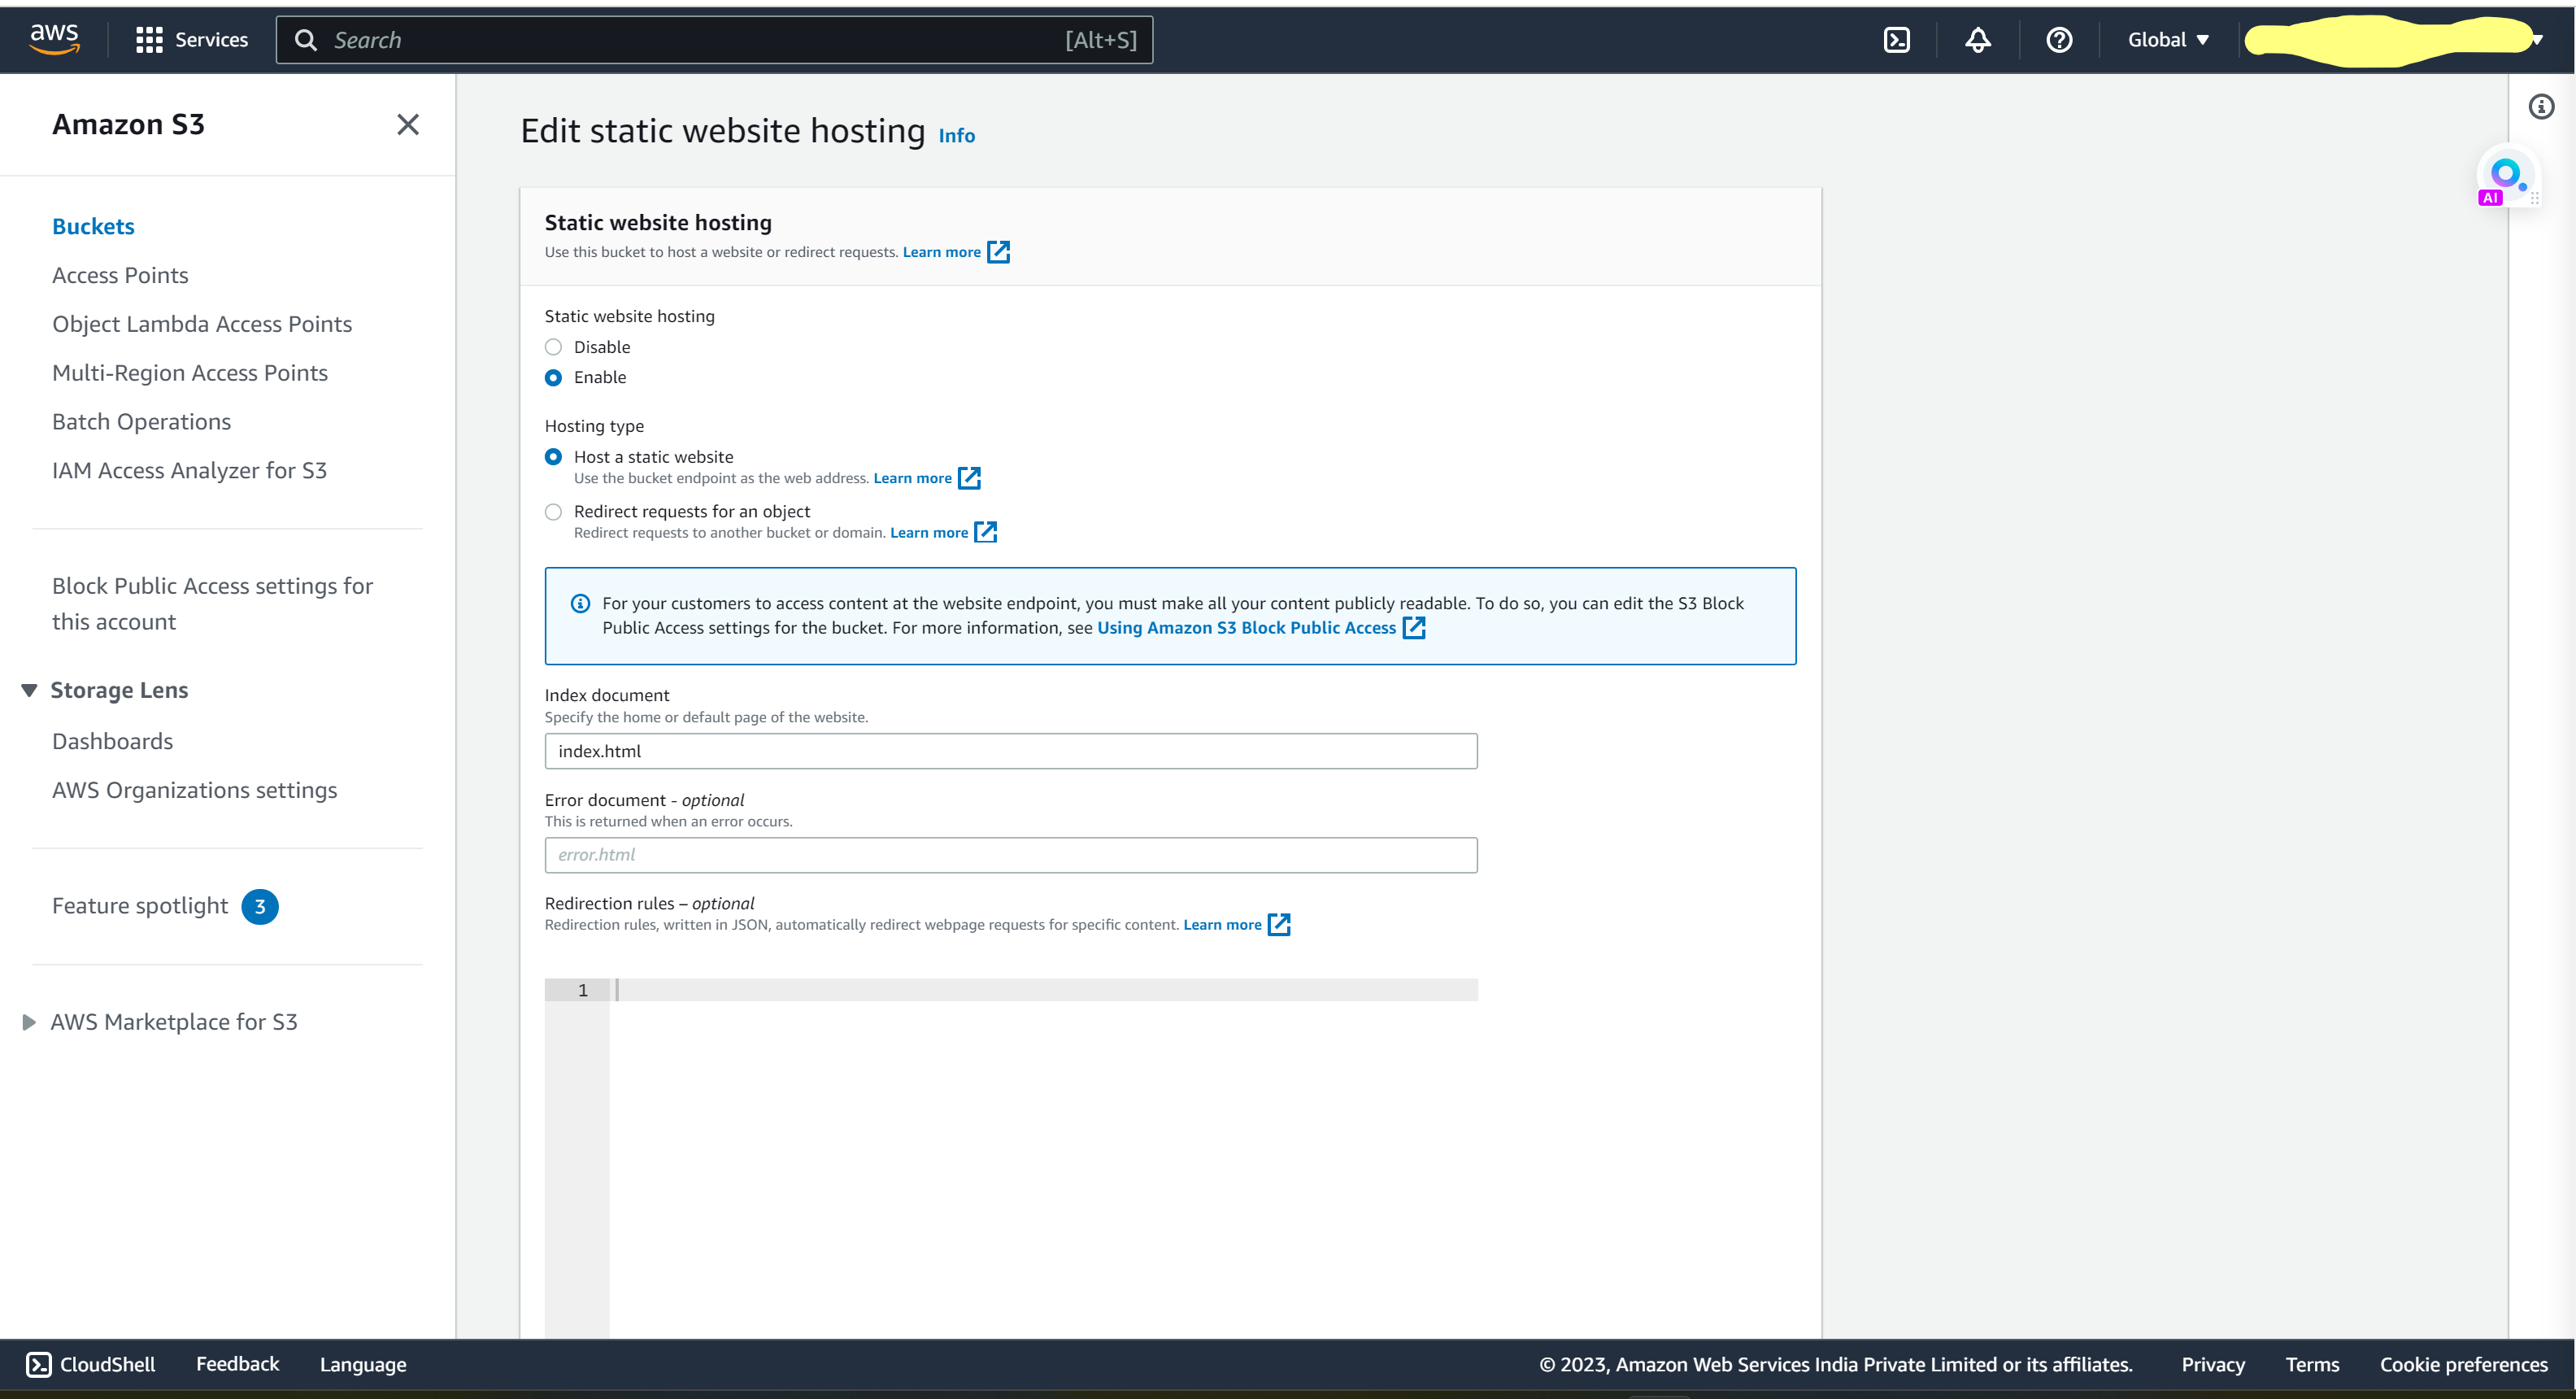 aws
Services
Search
[Alt+S]
Global
Amazon S3
Buckets
Access Points
Object Lambda Access Points
Multi-Region Access Points
Batch Operations
IAM Access Analyzer for S3
Block Public Access settings for
this account
Storage Lens
Dashboards
AWS Organizations settings
Feature spotlight 3
AWS Marketplace for S3
Edit static website hosting Info
Static website hosting
Use this bucket to host a website or redirect requests. Learn more
Static website hosting
Disable
Enable
Hosting type
Host a static website
Use the bucket endpoint as the web address. Learn more
Redirect requests for an object
Redirect requests to another bucket or domain. Learn more
For your customers to access content at the website endpoint, you must make all your content publicly readable. To do so, you can edit the S3 Block
Public Access settings for the bucket. For more information, see Using Amazon S3 Block Public Access
Index document
Specify the home or default page of the website.
index.html
Error document - optional
This is returned when an error occurs.
error.html
Redirection rules – optional
Redirection rules, written in JSON, automatically redirect webpage requests for specific content. Learn more
1
AI
CloudShell
Feedback
Language
© 2023, Amazon Web Services India Private Limited or its affiliates.
Privacy
Terms
Cookie preferences